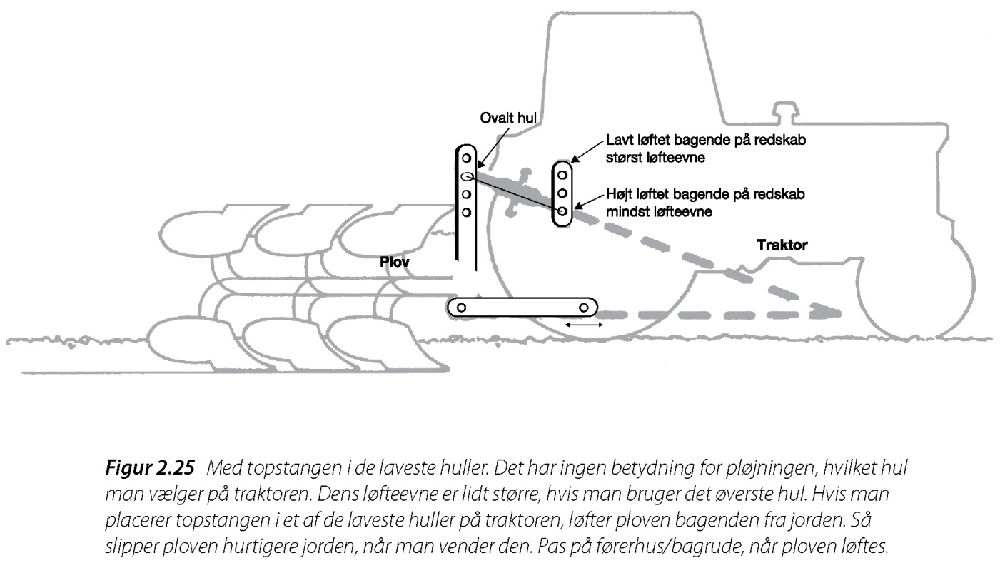 Ovalt hul
Lavt løftet bagende på redskab
størst løfteevne
Højt løftet bagende på redskab
mindst løfteevne
Traktor
Plov
Figur 2.25 Med topstangen i de laveste huller. Det har ingen betydning for pløjningen, hvilket hul
man vælger på traktoren. Dens løfteevne er lidt større, hvis man bruger det øverste hul. Hvis man
placerer topstangen i et af de laveste huller på traktoren, løfter ploven bagenden fra jorden. Så
slipper ploven hurtigere jorden, når man vender den. Pas på førerhus/bagrude, når ploven løftes.